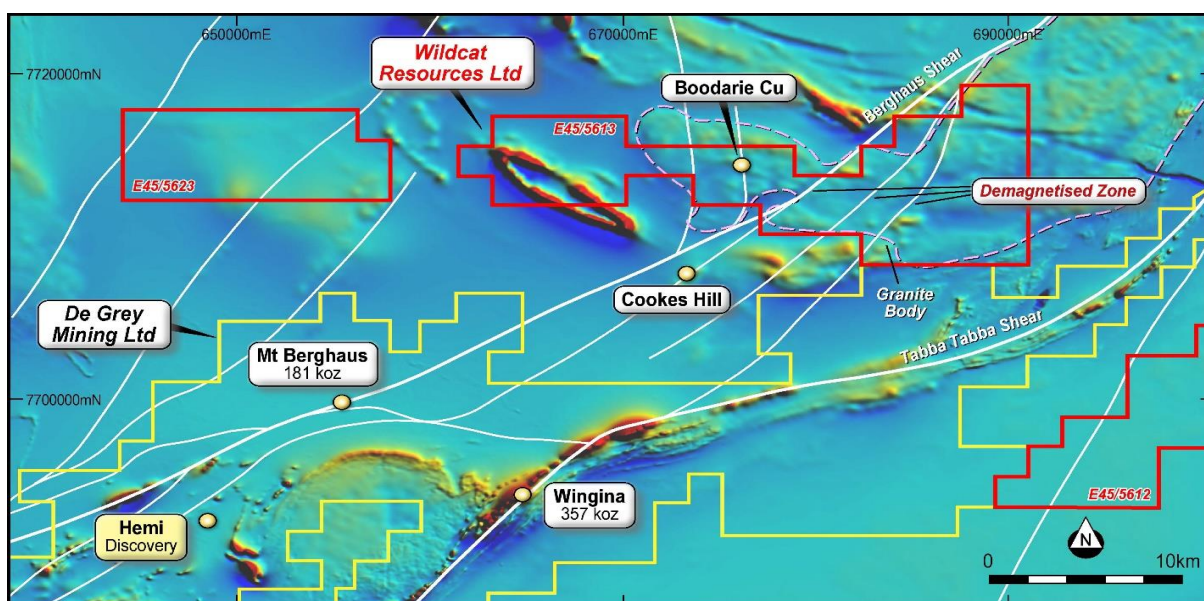 650000mE
670000mE
690000mE
7720000mN
Wildcat
Resources Ltd
Boodarie Cu
Berghaus Shear
E45/5613
E45/5623
Demagnetised Zone
De Grey
Mining Ltd
Cookes Hill
Granite
Body
Mt Berghaus
181 koz
Tabba Tabba Shear
7700000mN
Wingina
357 koz
E45/5612
Hemi
Discovery
N
0
10km
7720000mN